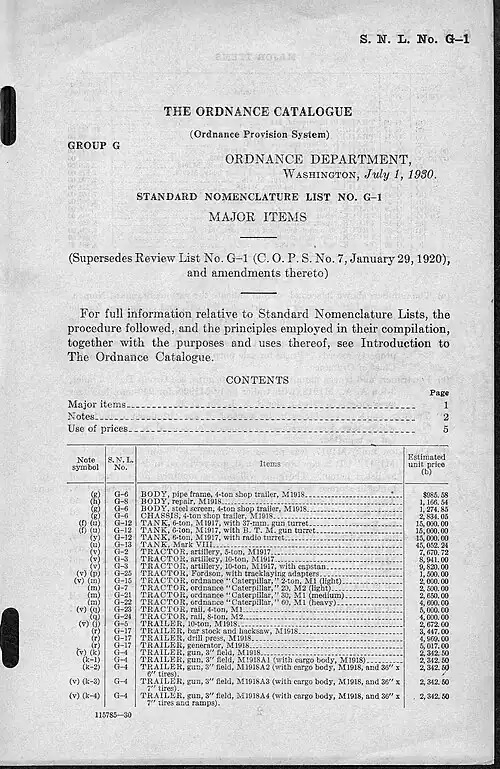 S. N. L. No. G–1
THE ORDNANCE CATALOGUE
(Ordnance Provision System)
GROUP G
ORDNANCE DEPARTMENT,
WASHINGTON, July 1, 1930.
STANDARD NOMENCLATURE LIST NO. G–1
MAJOR ITEMS
(Supersedes Review List No. G–1 (C. O. P. S. No. 7, January 29, 1920),
and amendments thereto)
For full information relative to Standard Nomenclature Lists, the
procedure followed, and the principles employed in their compilation,
together with the purposes and uses thereof, see Introduction to
The Ordnance Catalogue.
CONTENTS
Page
Major items 1
Notes 2
Use of prices 5
Note symbol | S. N. L. No. | Items | Estimated unit price (b)
(g) G–6 BODY, pipe frame, 4-ton shop trailer, M1918 $985.58
(h) G–8 BODY, repair, M1918 1,166.54
(g) G–6 BODY, steel screen, 4-ton shop trailer, M1918 1,274.85
(g) G–6 CHASSIS, 4-ton shop trailer, M1918 2,834.05
(f) (u) G–12 TANK, 6-ton, M1917, with 37-mm. gun turret 15,000.00
(f) (u) G–12 TANK, 6-ton, M1917, with B. T. M. gun turret 15,000.00
(y) G–12 TANK, 6-ton, M1917, with radio turret 15,000.00
(u) G–13 TANK, Mark VIII 45,052.24
(v) G–2 TRACTOR, artillery, 5-ton, M1917 7,670.72
(v) G–3 TRACTOR, artillery, 10-ton, M1917 8,941.00
(v) G–3 TRACTOR, artillery, 10-ton, M1917, with capstan 9,820.00
(v) (p) G–25 TRACTOR, Fordson, with tracklaying adapters 1,500.00
(v) (m) G–15 TRACTOR, ordnance "Caterpillar," 2-ton, M1 (light) 2,000.00
(m) G–7 TRACTOR, ordnance "Caterpillar," 20, M2 (light) 2,500.00
(m) G–21 TRACTOR, ordnance "Caterpillar," 30, M1 (medium) 2,650.00
(m) G–22 TRACTOR, ordnance "Caterpillar," 60, M1 (heavy) 4,600.00
(v) (q) G–23 TRACTOR, rail, 4-ton, M1 5,000.00
(q) G–24 TRACTOR, rail, 8-ton, M2 4,000.00
(v) (j) G–5 TRAILER, 10-ton, M1918 2,672.00
(r) G–17 TRAILER, bar stock and hacksaw, M1918 3,447.00
(r) G–17 TRAILER, drill press, M1918 4,969.00
(r) G–17 TRAILER, generator, M1918 5,017.00
(v) (k) G–4 TRAILER, gun, 3'' field, M1918 2,342.50
(k–1) G–4 TRAILER, gun, 3'' field, M1918A1 (with cargo body, M1918) 2,342.50
(k–2) G–4 TRAILER, gun, 3'' field, M1918A2 (with cargo body, M1918, and 36'' x 2,342.50
6'' tires).
(v) (k–3) G–4 TRAILER, gun, 3'' field, M1918A3 (with cargo body, M1918, and 36'' x 2,342.50
7'' tires).
(v) (k–4) G–4 TRAILER, gun, 3'' field, M1918A4 (with cargo body, M1918, and 36'' x 2,342.50
7'' tires and ramps).
115785—30